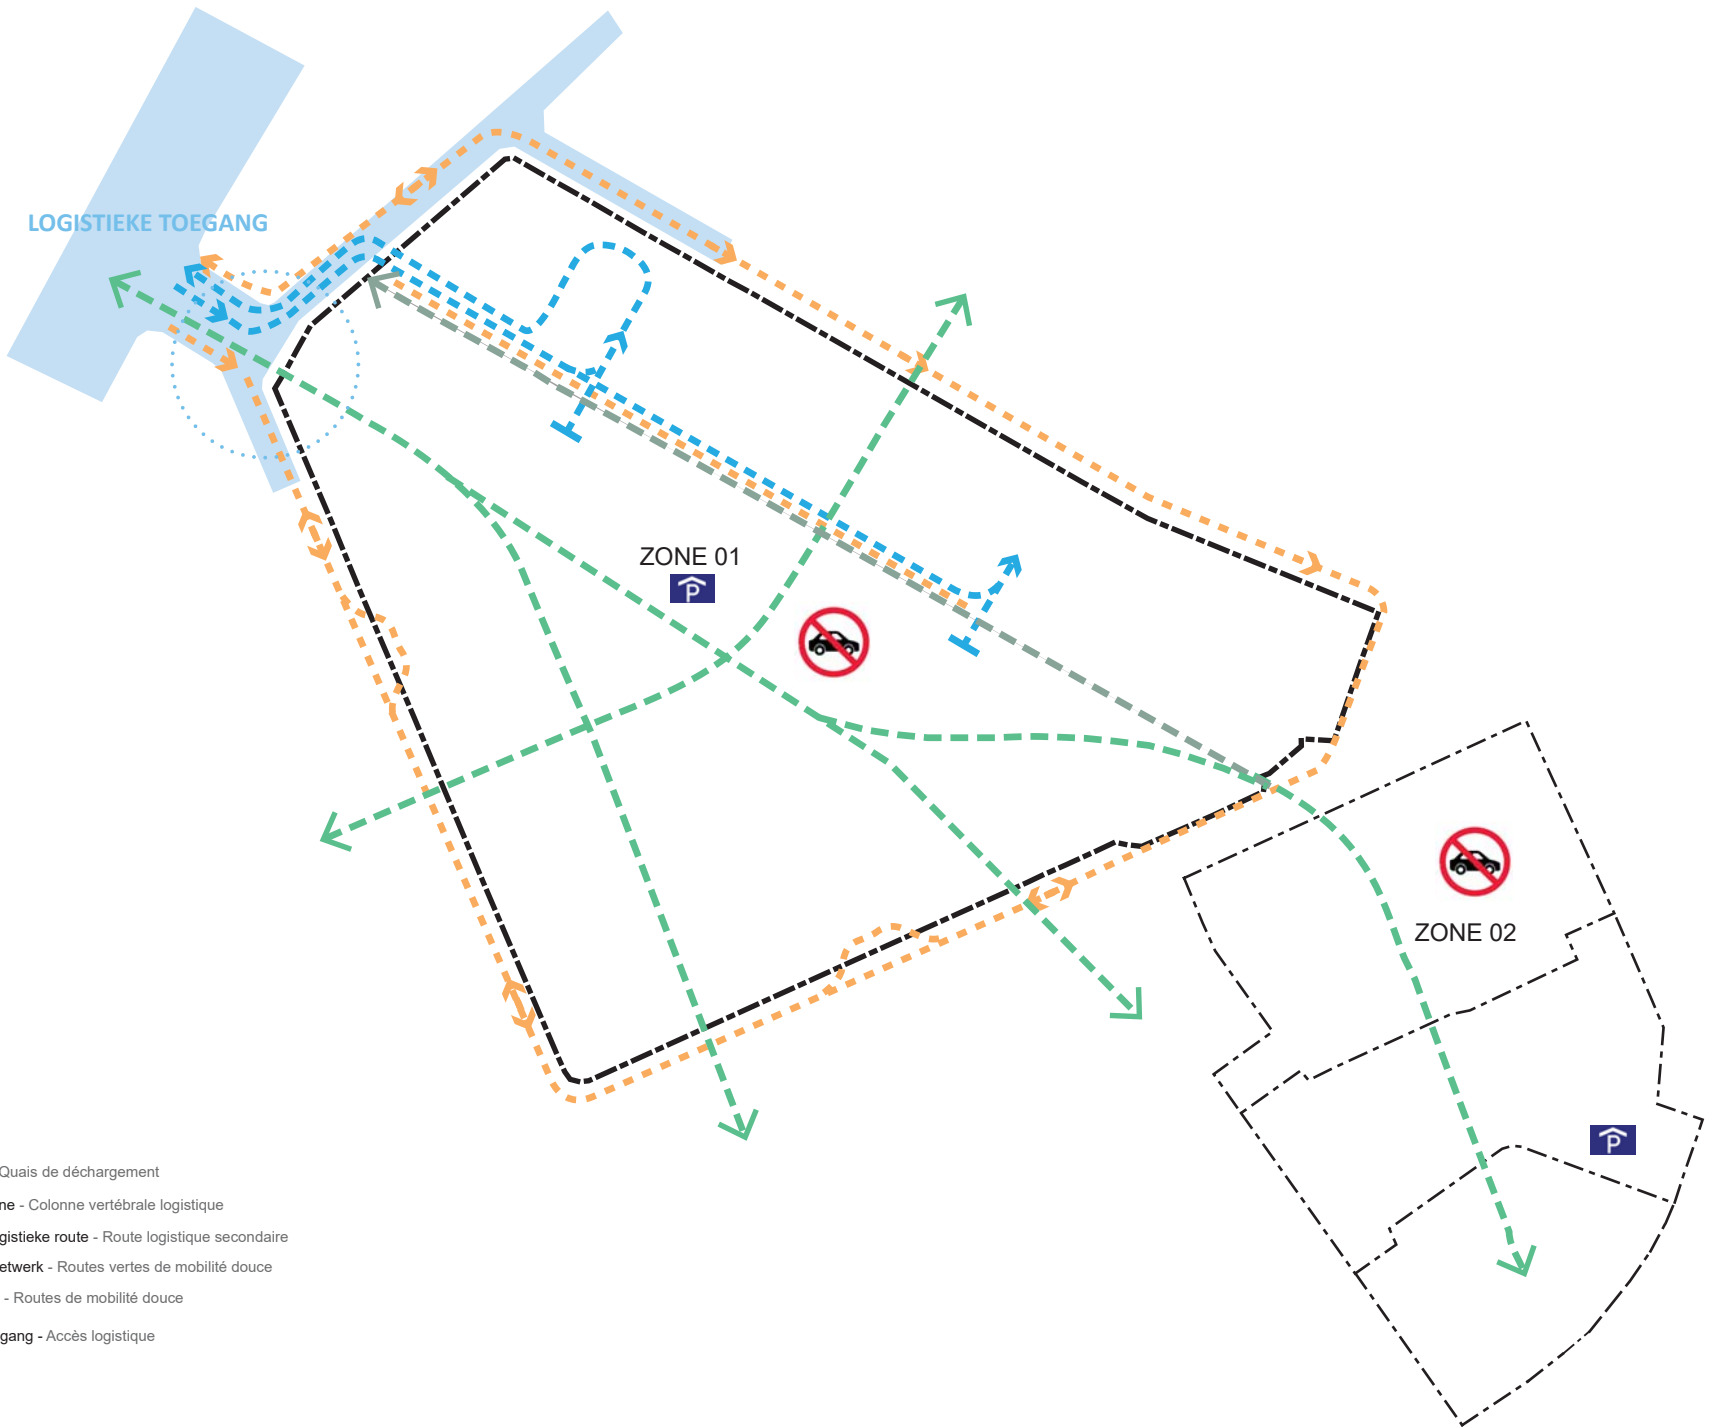 LOGISTIEKE TOEGANG
ZONE 01
P
ZONE 02
P
Quais de déchargement
ne - Colonne vertébrale logistique
gistieke route - Route logistique secondaire
etwerk - Routes vertes de mobilité douce
- Routes de mobilité douce
gang - Accès logistique